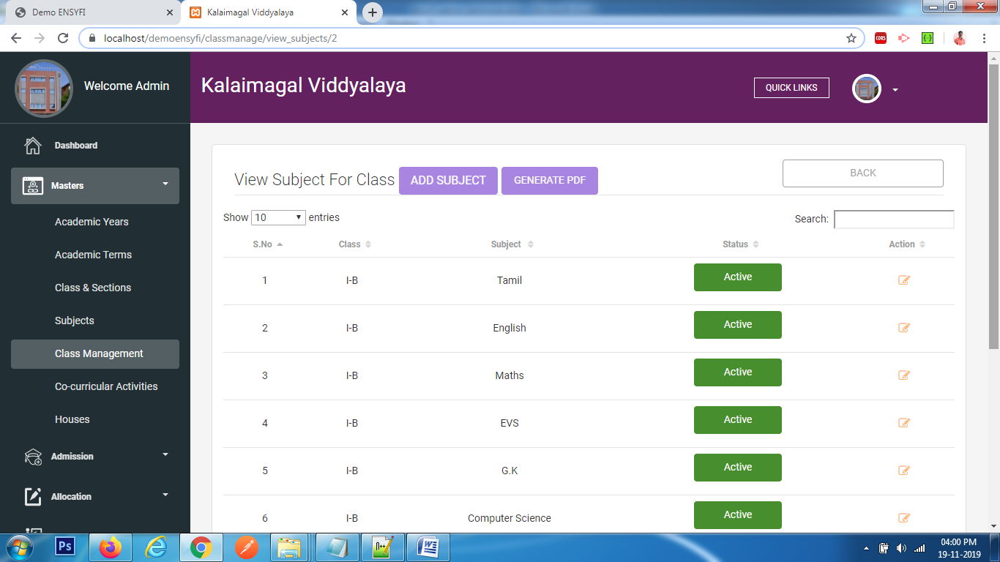 Demo ENSYFI
Kalaimagal Viddyalaya
localhost/demoensyfi/classmanage/view_subjects/2
CORS
Welcome Admin
Kalaimagal Viddyalaya
QUICK LINKS
Dashboard
Masters
Academic Years
Academic Terms
Class & Sections
Subjects
Class Management
Co-curricular Activities
Houses
Admission
Allocation
View Subject For Class ADD SUBJECT GENERATE PDF BACK
Show 10 entries Search:
S.No Class Subject Status Action
1 I-B Tamil Active
2 I-B English Active
3 I-B Maths Active
4 I-B EVS Active
5 I-B G.K Active
6 I-B Computer Science Active
Ps
04:00 PM
19-11-2019